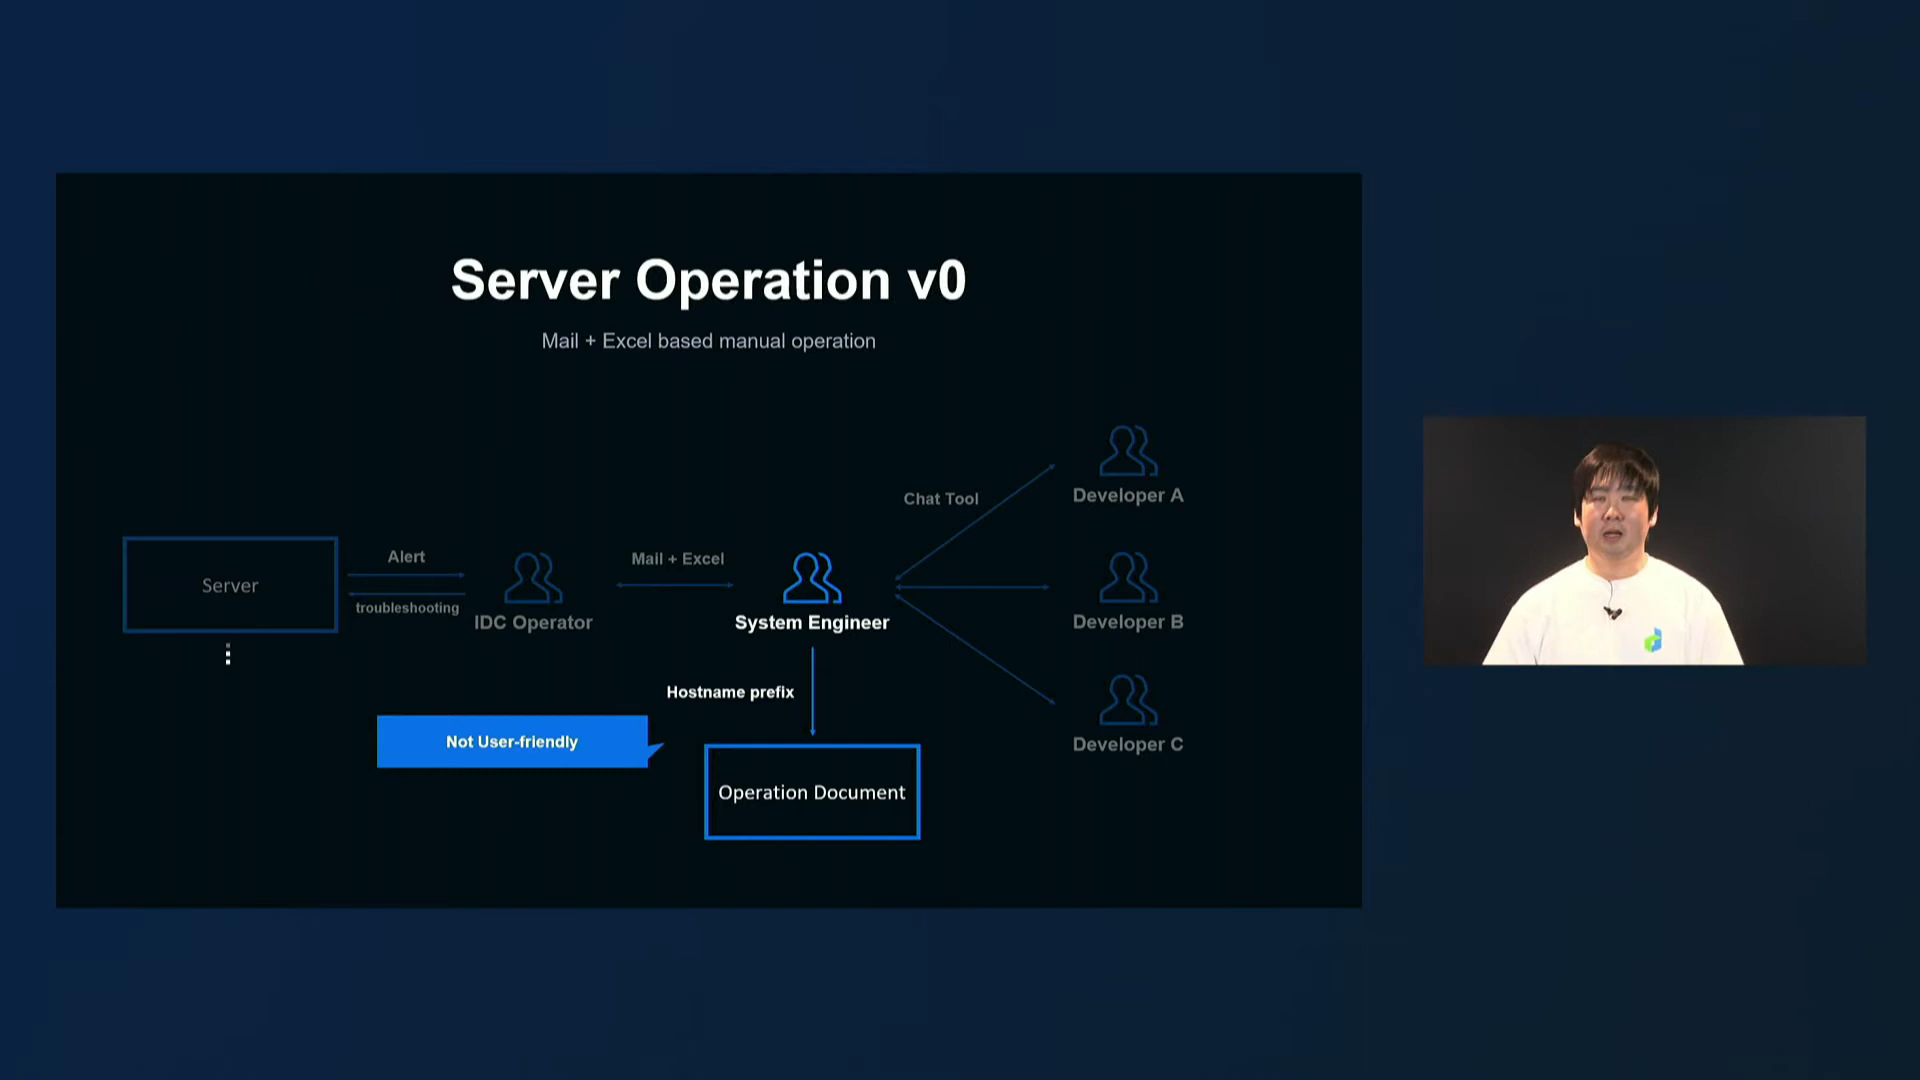 Server Operation v0
Mail + Excel based manual operation
Developer A
Chat Tool
Server
Alert
troubleshooting
IDC Operator
Mail + Excel
System Engineer
Developer B
Hostname prefix
Not User-friendly
Operation Document
Developer C